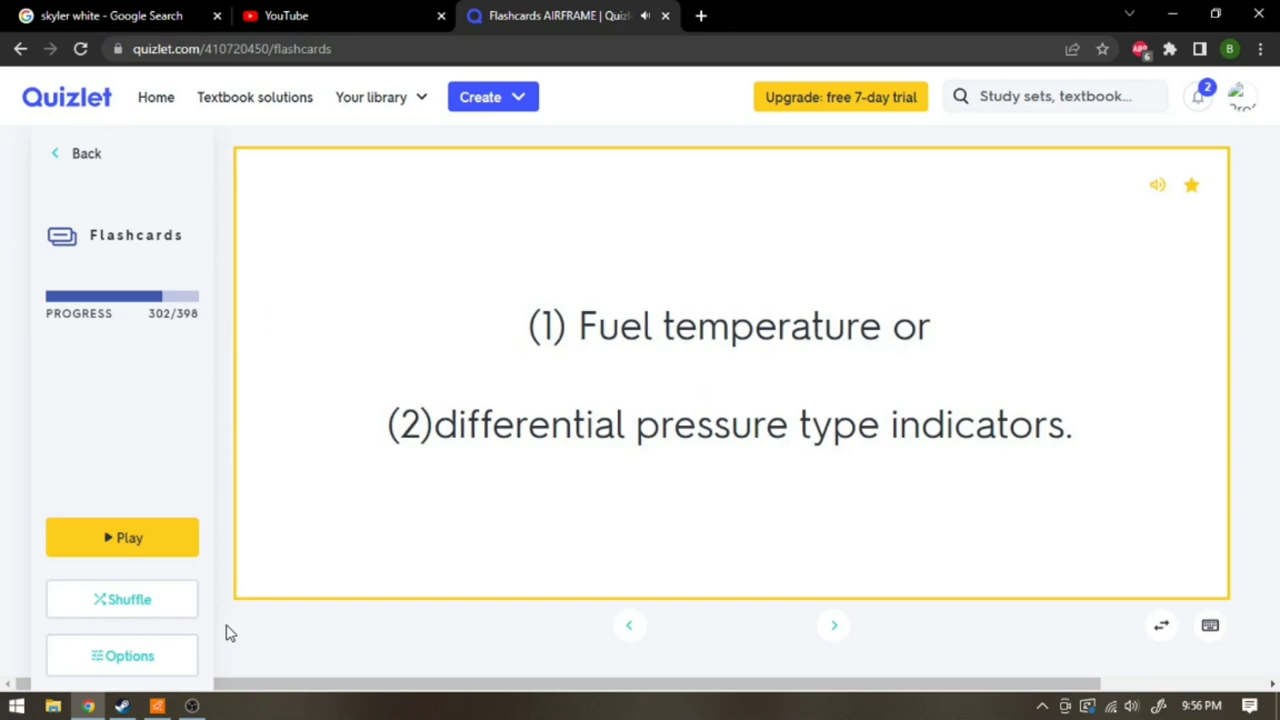 skyler white - Google Search
YouTube
Flashcards AIRFRAME | Quiz
quizlet.com/410720450/flashcards
6
B
Quizlet
Home
Textbook solutions
Your library
Create
Upgrade: free 7-day trial
Study sets, textbook...
2
Back
Flashcards
PROGRESS 302/398
(1) Fuel temperature or
(2)differential pressure type indicators.
Play
Shuffle
Options
9:56 PM